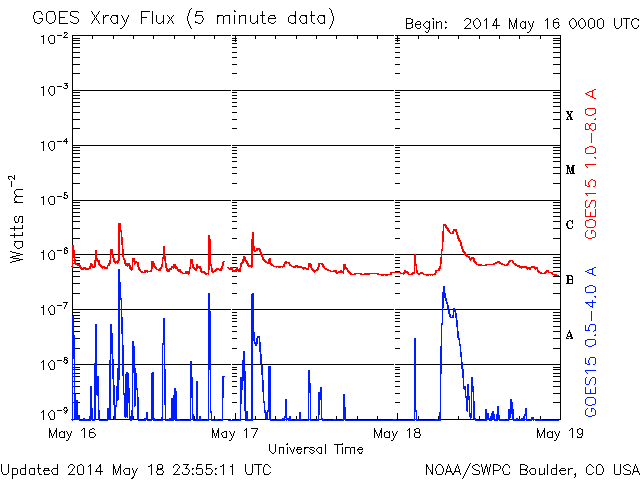 GOES Xray Flux (5 minute data)
Begin: 2014 May 16 0000 UTC
10⁻²
10⁻³
10⁻⁴
10⁻⁵
10⁻⁶
10⁻⁷
10⁻⁸
10⁻⁹
Watts m⁻²
X
M
C
B
A
GOES15 1.0-8.0 A
GOES15 0.5-4.0 A
May 16
May 17
May 18
May 19
Universal Time
Updated 2014 May 18 23:55:11 UTC
NOAA/SWPC Boulder, CO USA